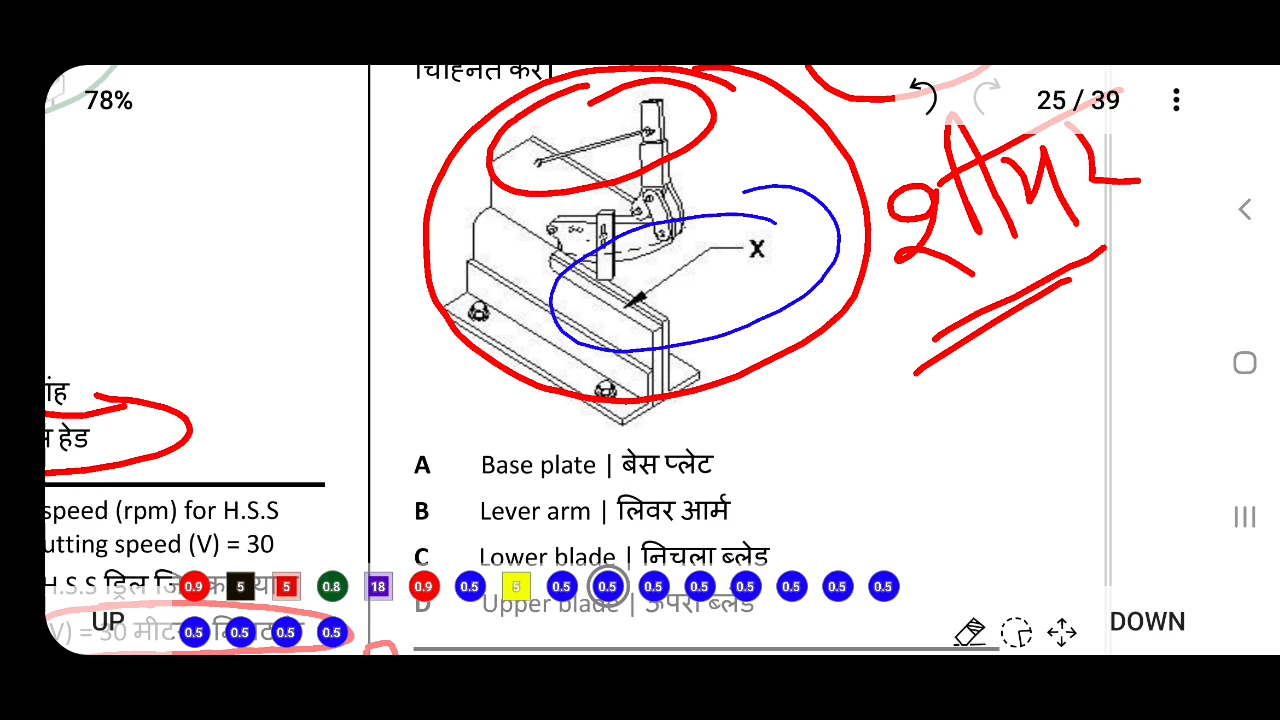 चिह्नित करें|
78%
25 / 39
शीयर
X
ांह
हेड
A Base plate | बेस प्लेट
B Lever arm | लिवर आर्म
C Lower blade | निचला ब्लेड
D Upper blade | ऊपरी ब्लेड
speed (rpm) for H.S.S
utting speed (V) = 30
H.S.S ड्रिल
V) = 30
0.9 5 5 0.8 18 0.9 0.5 5 0.5 0.5 0.5 0.5 0.5 0.5 0.5 0.5
UP
0.5 0.5 0.5 0.5
DOWN